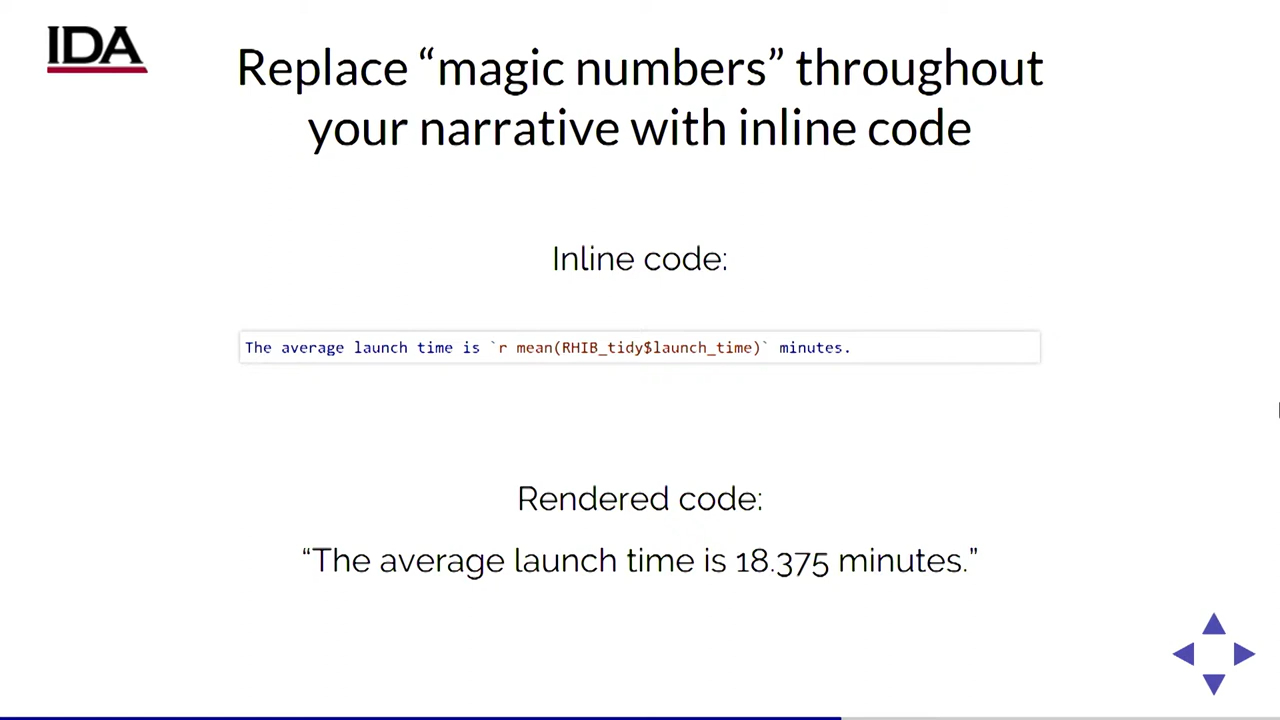 IDA
Replace “magic numbers” throughout
your narrative with inline code
Inline code:
The average launch time is `r mean(RHIB_tidy$launch_time)` minutes.
Rendered code:
“The average launch time is 18.375 minutes.”